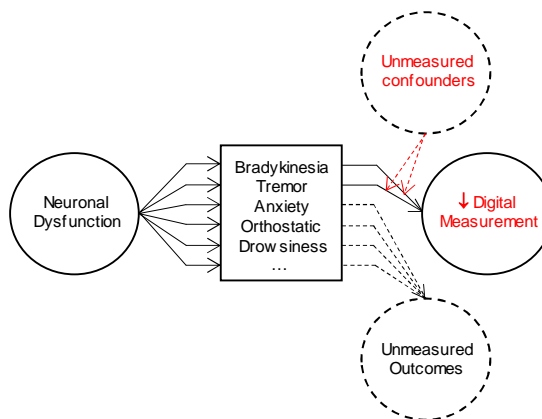 Unmeasured
confounders
Neuronal
Dysfunction
Bradykinesia
Tremor
Anxiety
Orthostatic
Drowsiness
...
↓ Digital
Measurement
Unmeasured
Outcomes